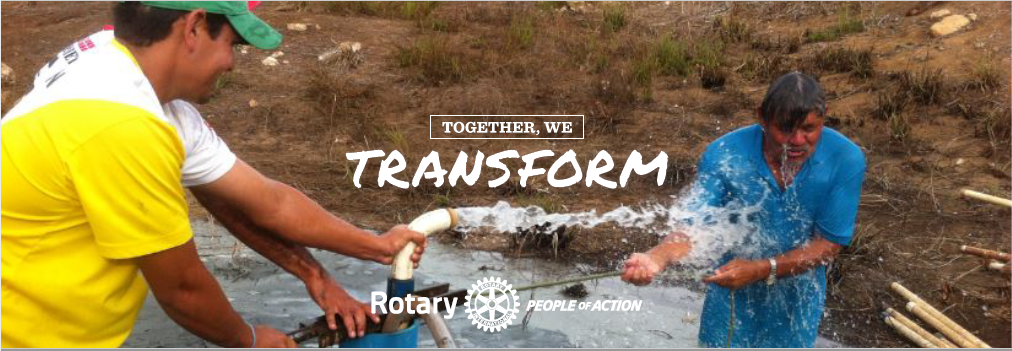 TOGETHER, WE
TRANSFORM
Rotary
PEOPLE OF ACTION